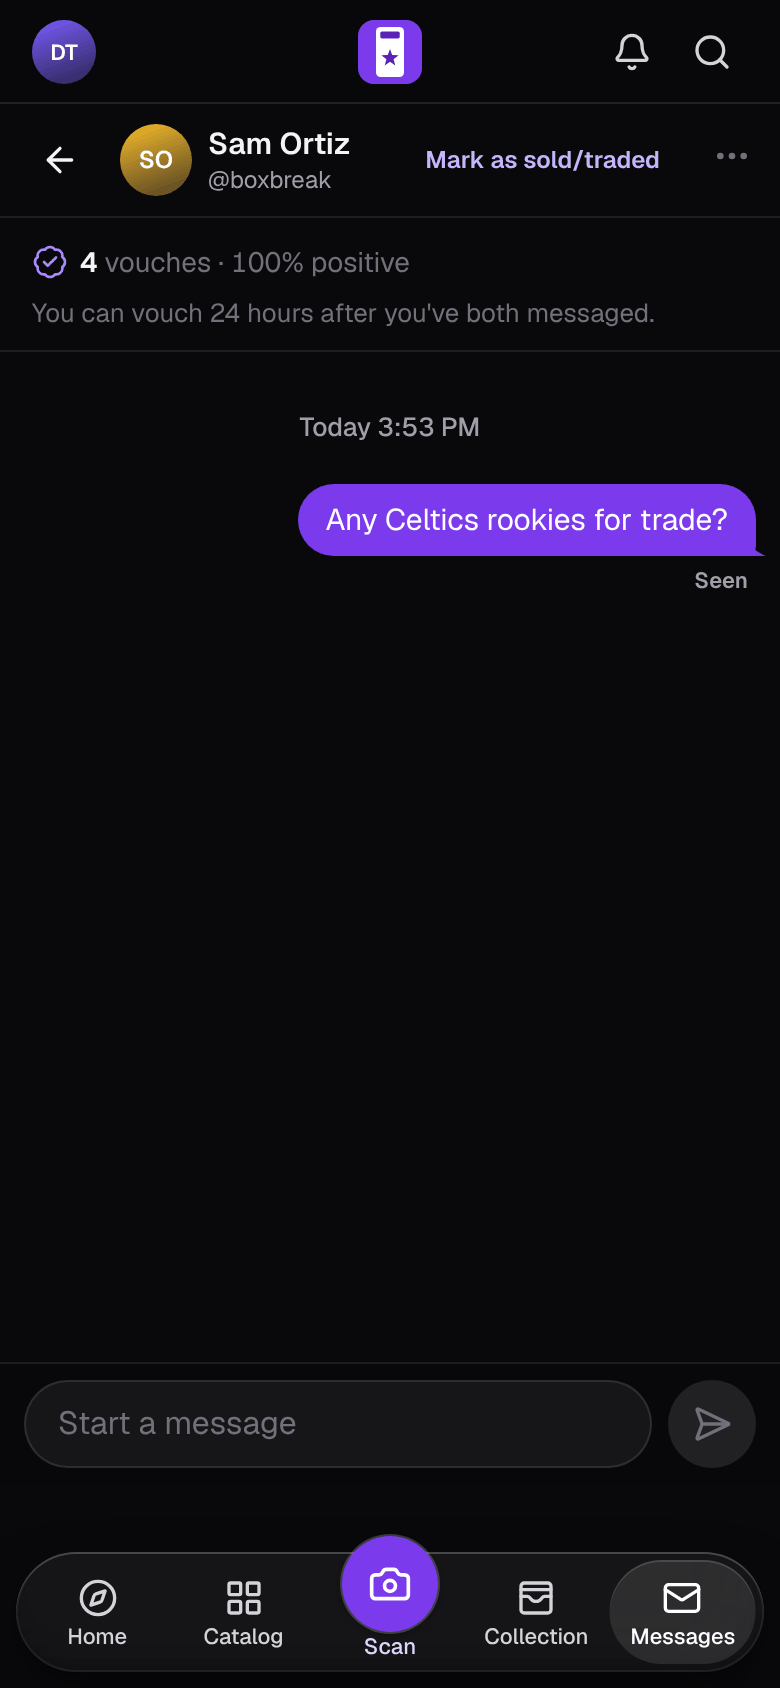 DT
SO
Sam Ortiz
@boxbreak
Mark as sold/traded
4 vouches · 100% positive
You can vouch 24 hours after you've both messaged.
Today 3:53 PM
Any Celtics rookies for trade?
Seen
Start a message
Home
Catalog
Scan
Collection
Messages